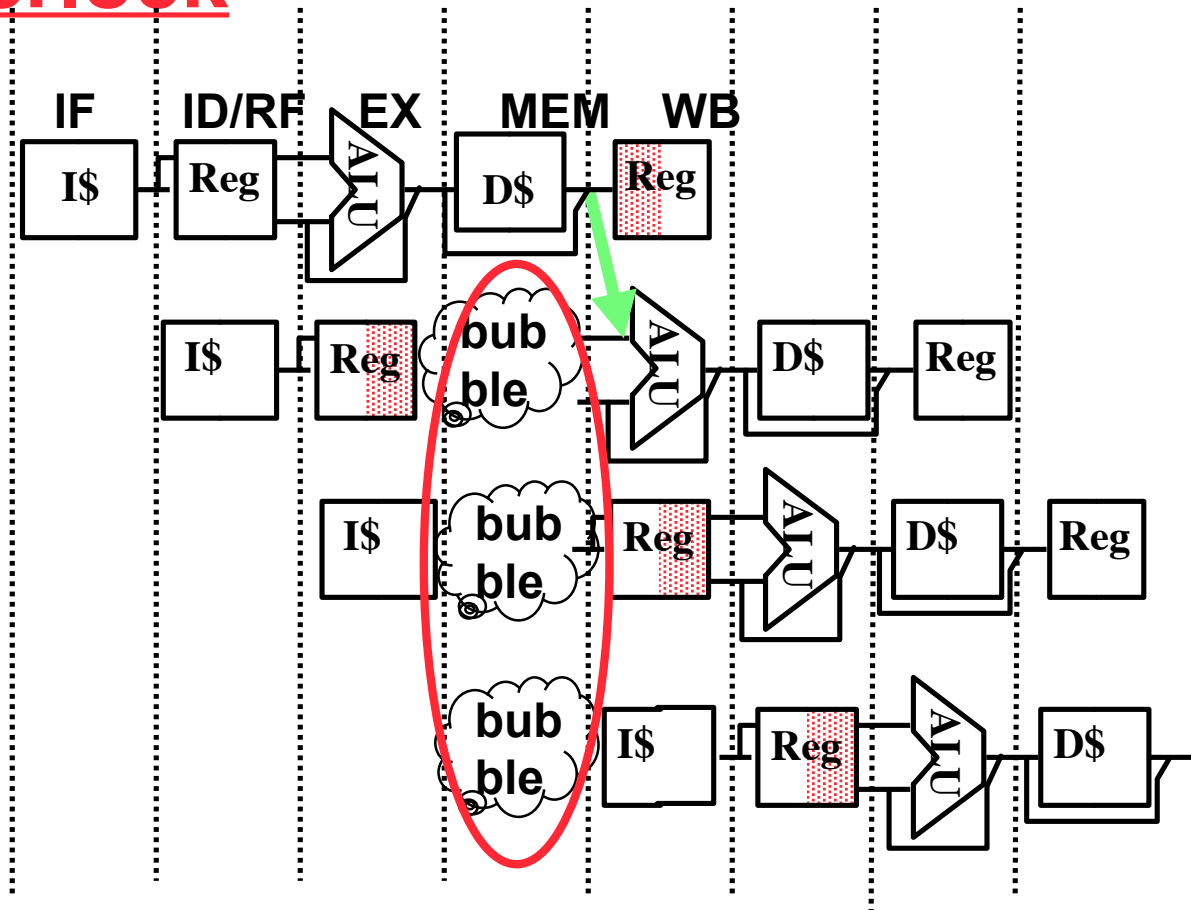 IF ID/RF EX MEM WB
I$ Reg ALU D$ Reg
I$ Reg bub ble ALU D$ Reg
I$ bub ble Reg ALU D$ Reg
bub ble I$ Reg ALU D$